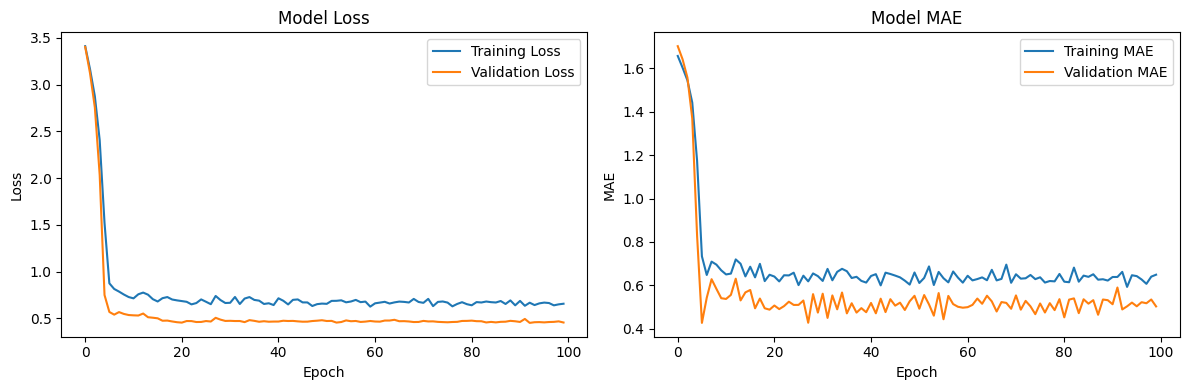 Model Loss
3.5
3.0
2.5
2.0
1.5
1.0
0.5
Loss
0
20
40
60
80
100
Epoch
Training Loss
Validation Loss
Model MAE
1.6
1.4
1.2
1.0
0.8
0.6
0.4
MAE
0
20
40
60
80
100
Epoch
Training MAE
Validation MAE